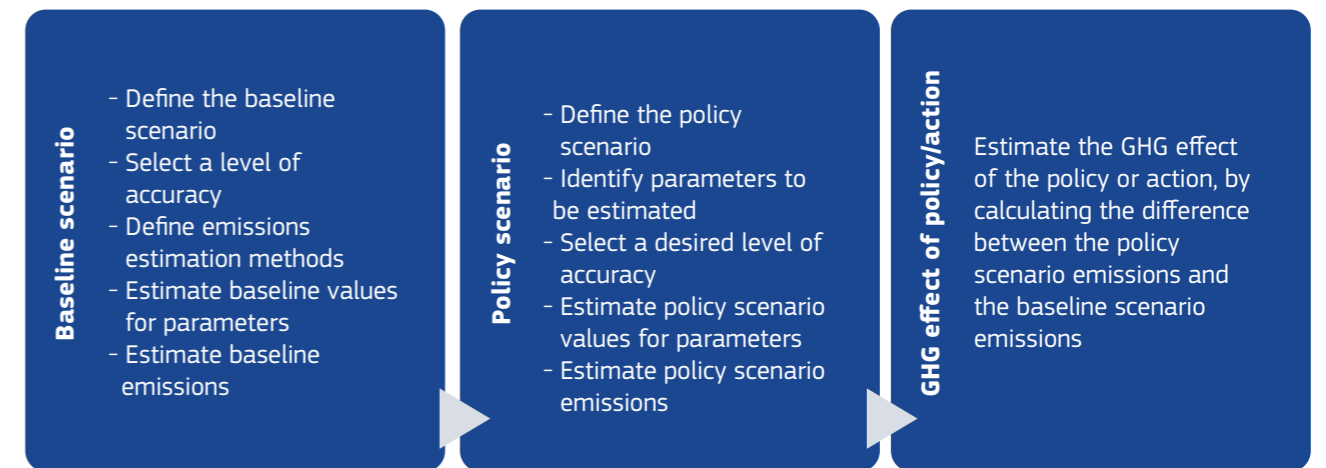 Baseline scenario
- Define the baseline
scenario
- Select a level of
accuracy
- Define emissions
estimation methods
- Estimate baseline values
for parameters
- Estimate baseline
emissions
Policy scenario
- Define the policy
scenario
- Identify parameters to
be estimated
- Select a desired level of
accuracy
- Estimate policy scenario
values for parameters
- Estimate policy scenario
emissions
GHG effect of policy/action
Estimate the GHG effect
of the policy or action, by
calculating the difference
between the policy
scenario emissions and
the baseline scenario
emissions